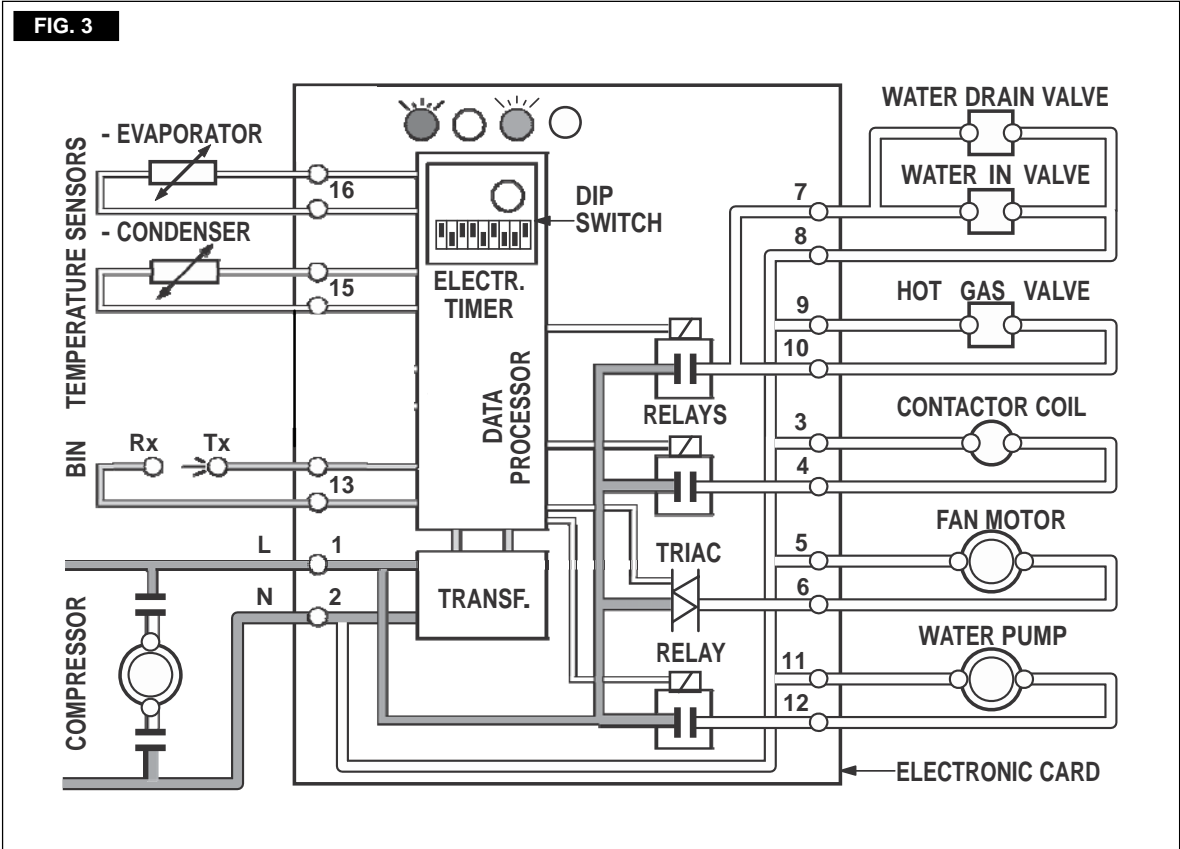 FIG. 3
TEMPERATURE SENSORS
- EVAPORATOR
16
- CONDENSER
15
BIN
Rx
Tx
13
L
1
N
2
COMPRESSOR
DIP
SWITCH
ELECTR.
TIMER
DATA
PROCESSOR
TRANSF.
RELAYS
TRIAC
RELAY
WATER DRAIN VALVE
WATER IN VALVE
7
8
HOT GAS VALVE
9
10
CONTACTOR COIL
3
4
FAN MOTOR
5
6
WATER PUMP
11
12
ELECTRONIC CARD